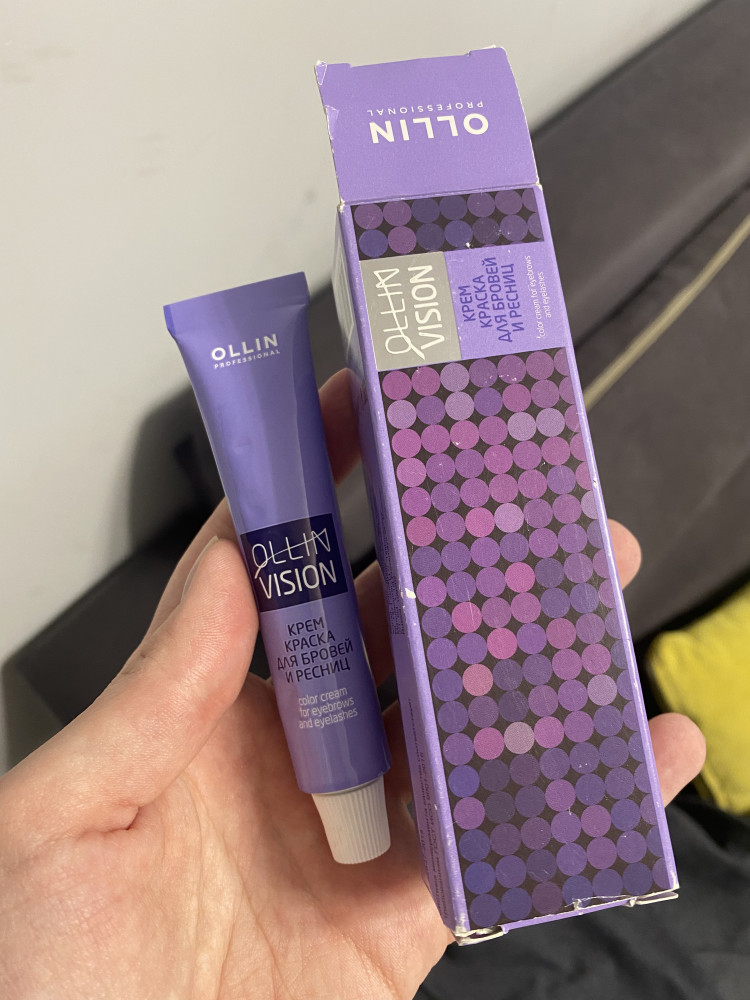 OLLIN
PROFESSIONAL
OLLIN
VISION
КРЕМ
КРАСКА
ДЛЯ БРОВЕЙ
И РЕСНИЦ
color cream
for eyebrows
and eyelashes
OLLIN
PROFESSIONAL
OLLIN
VISION
КРЕМ
КРАСКА
ДЛЯ БРОВЕЙ
И РЕСНИЦ
color cream for eyebrows
and eyelashes